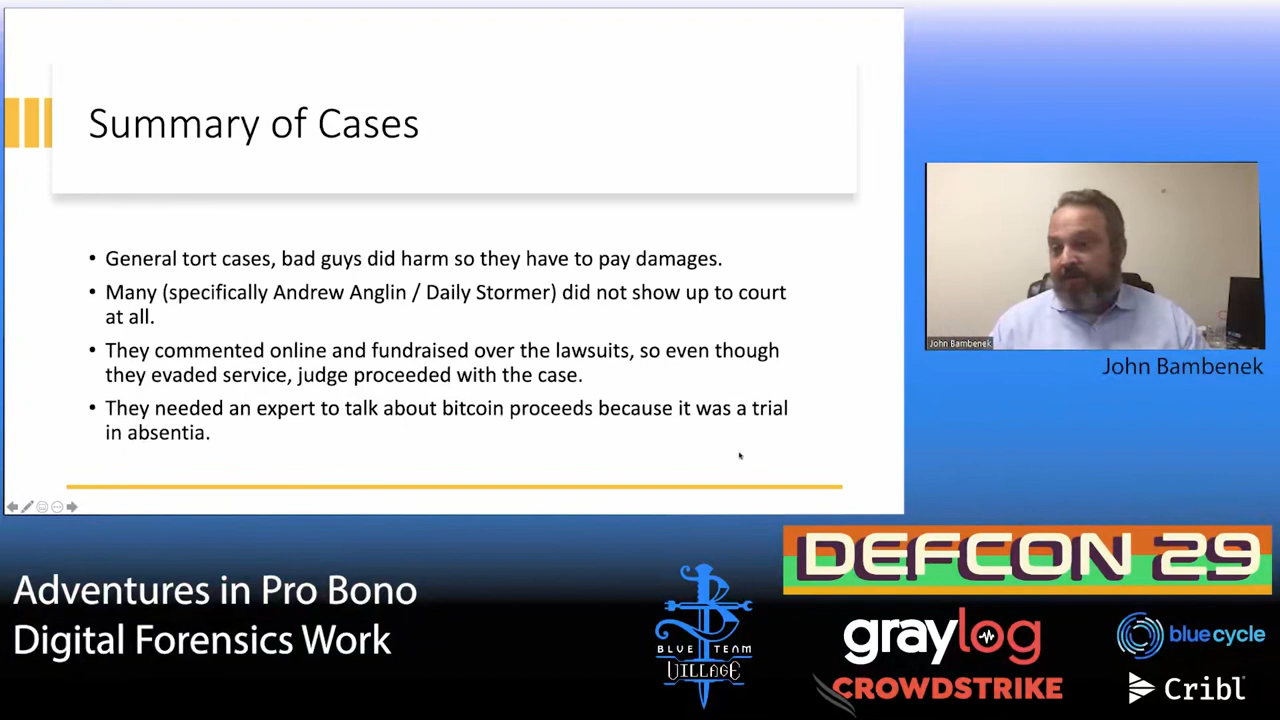 Summary of Cases
• General tort cases, bad guys did harm so they have to pay damages.
• Many (specifically Andrew Anglin / Daily Stormer) did not show up to court
at all.
• They commented online and fundraised over the lawsuits, so even though
they evaded service, judge proceeded with the case.
• They needed an expert to talk about bitcoin proceeds because it was a trial
in absentia.
John Bambenek
John Bambenek
Adventures in Pro Bono
Digital Forensics Work
BLUE TEAM
VILLAGE
DEFCON 29
graylog
bluecycle
CROWDSTRIKE
Cribl